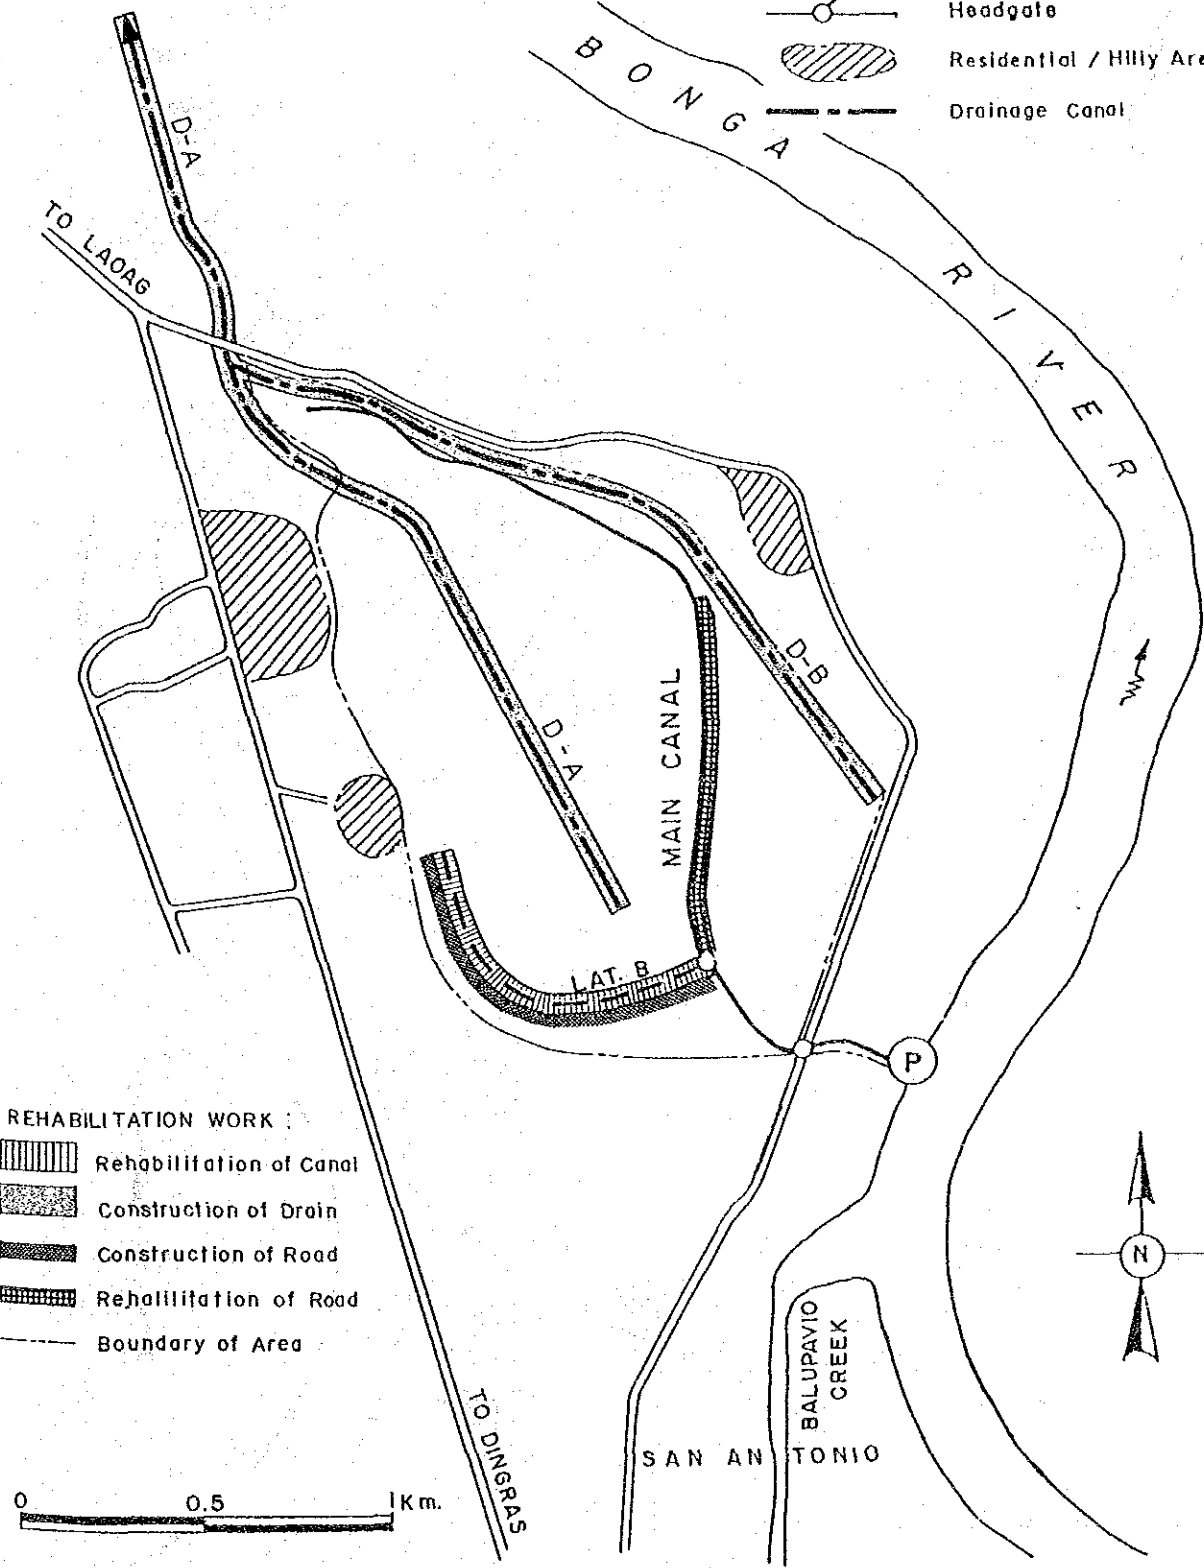 Headgate
Residential / Hilly Are
Drainage Canal
BONGA RIVER
D-A
TO LAOAG
D-B
D-A
MAIN CANAL
LAT. B
P
REHABILITATION WORK :
Rehabilitation of Canal
Construction of Drain
Construction of Road
Rehalilitation of Road
Boundary of Area
N
BALUPAVIO
CREEK
TO DINGRAS
SAN ANTONIO
0 0.5 1 Km.